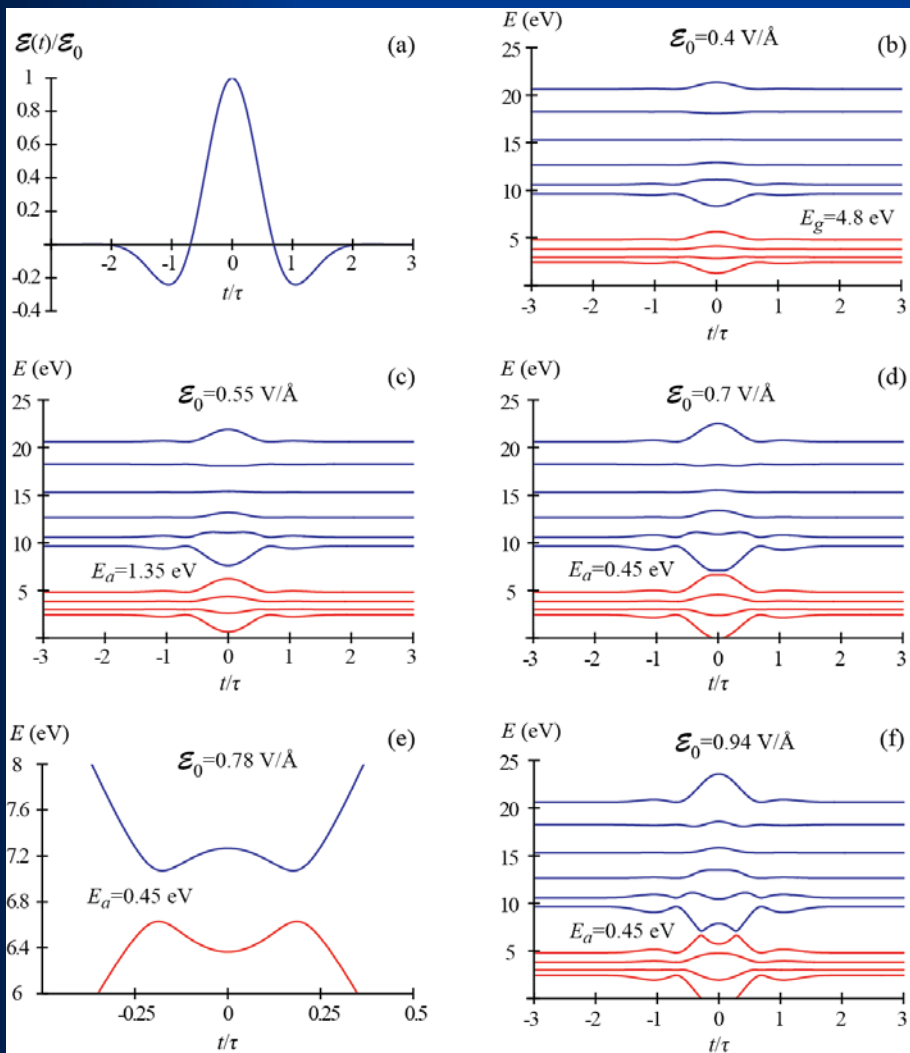 ℰ(t)/ℰ₀
(a)
1
0.8
0.6
0.4
0.2
-0.2
-0.4
-2 -1 0 1 2 3
t/τ
E (eV)
(b)
ℰ₀=0.4 V/Å
25
20
15
10
5
E_g=4.8 eV
-3 -2 -1 0 1 2 3
t/τ
E (eV)
(c)
ℰ₀=0.55 V/Å
25
20
15
10
5
E_a=1.35 eV
-3 -2 -1 0 1 2 3
t/τ
E (eV)
(d)
ℰ₀=0.7 V/Å
25
20
15
10
5
E_a=0.45 eV
-3 -2 -1 0 1 2 3
t/τ
E (eV)
(e)
ℰ₀=0.78 V/Å
8
7.6
7.2
6.8
6.4
6
E_a=0.45 eV
-0.25 0 0.25 0.5
t/τ
E (eV)
(f)
ℰ₀=0.94 V/Å
25
20
15
10
5
E_a=0.45 eV
-3 -2 -1 0 1 2 3
t/τ